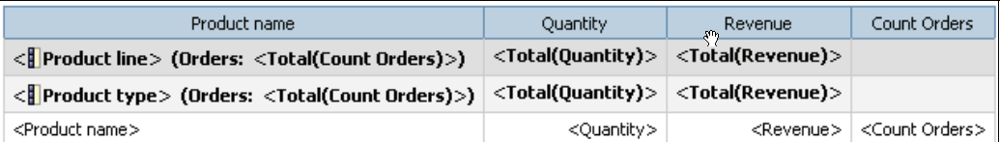 Product name Quantity Revenue Count Orders
<Product line> (Orders: <Total(Count Orders)>) <Total(Quantity)> <Total(Revenue)>
<Product type> (Orders: <Total(Count Orders)>) <Total(Quantity)> <Total(Revenue)>
<Product name> <Quantity> <Revenue> <Count Orders>